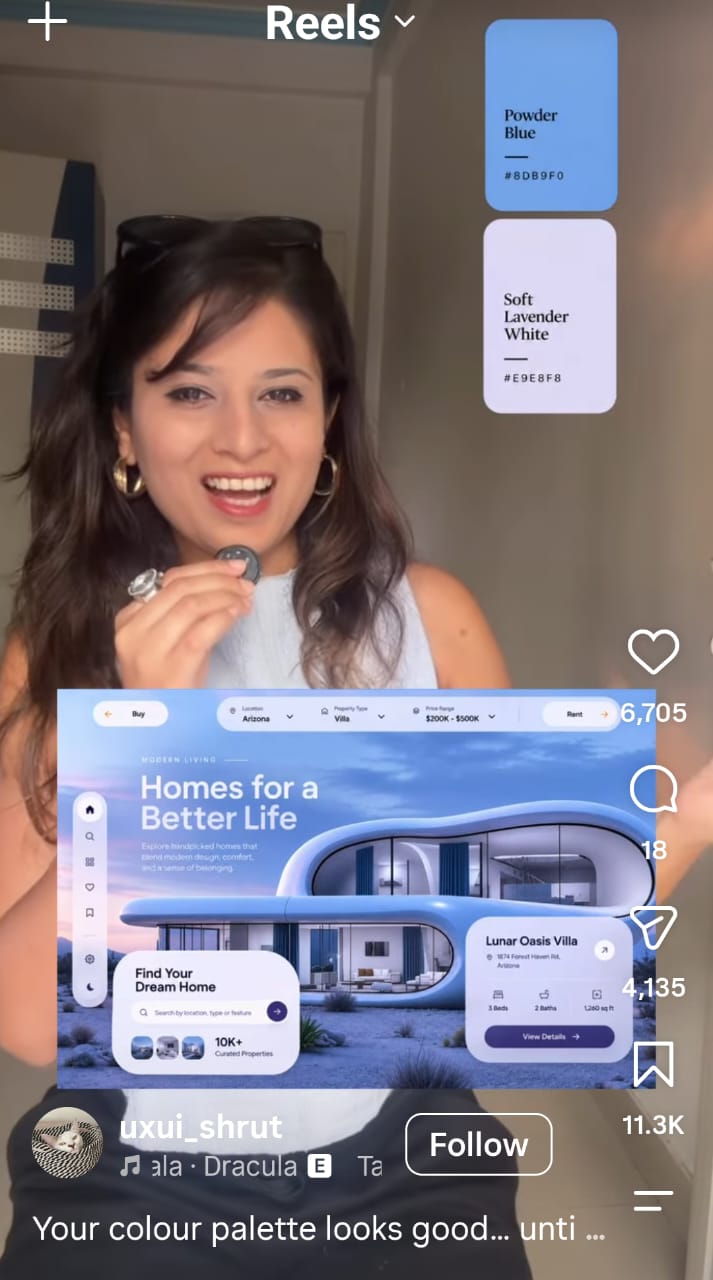 Reels
Powder
Blue
#8DB9F0
Soft
Lavender
White
#E9E8F8
Buy
Location
Arizona
Property Type
Villa
Price Range
$200K - $500K
Rent
6,705
MODERN LIVING
Homes for a
Better Life
Explore handpicked homes that
blend modern design, comfort,
and a sense of belonging.
18
Lunar Oasis Villa
1874 Forest Haven Rd,
Arizona
Find Your
Dream Home
4,135
3 Beds
2 Baths
1,260 sq ft
Search by location, type or feature
View Details
10K+
Curated Properties
11.3K
uxui_shrut
Follow
ala · Dracula E Ta
Your colour palette looks good... unti ...